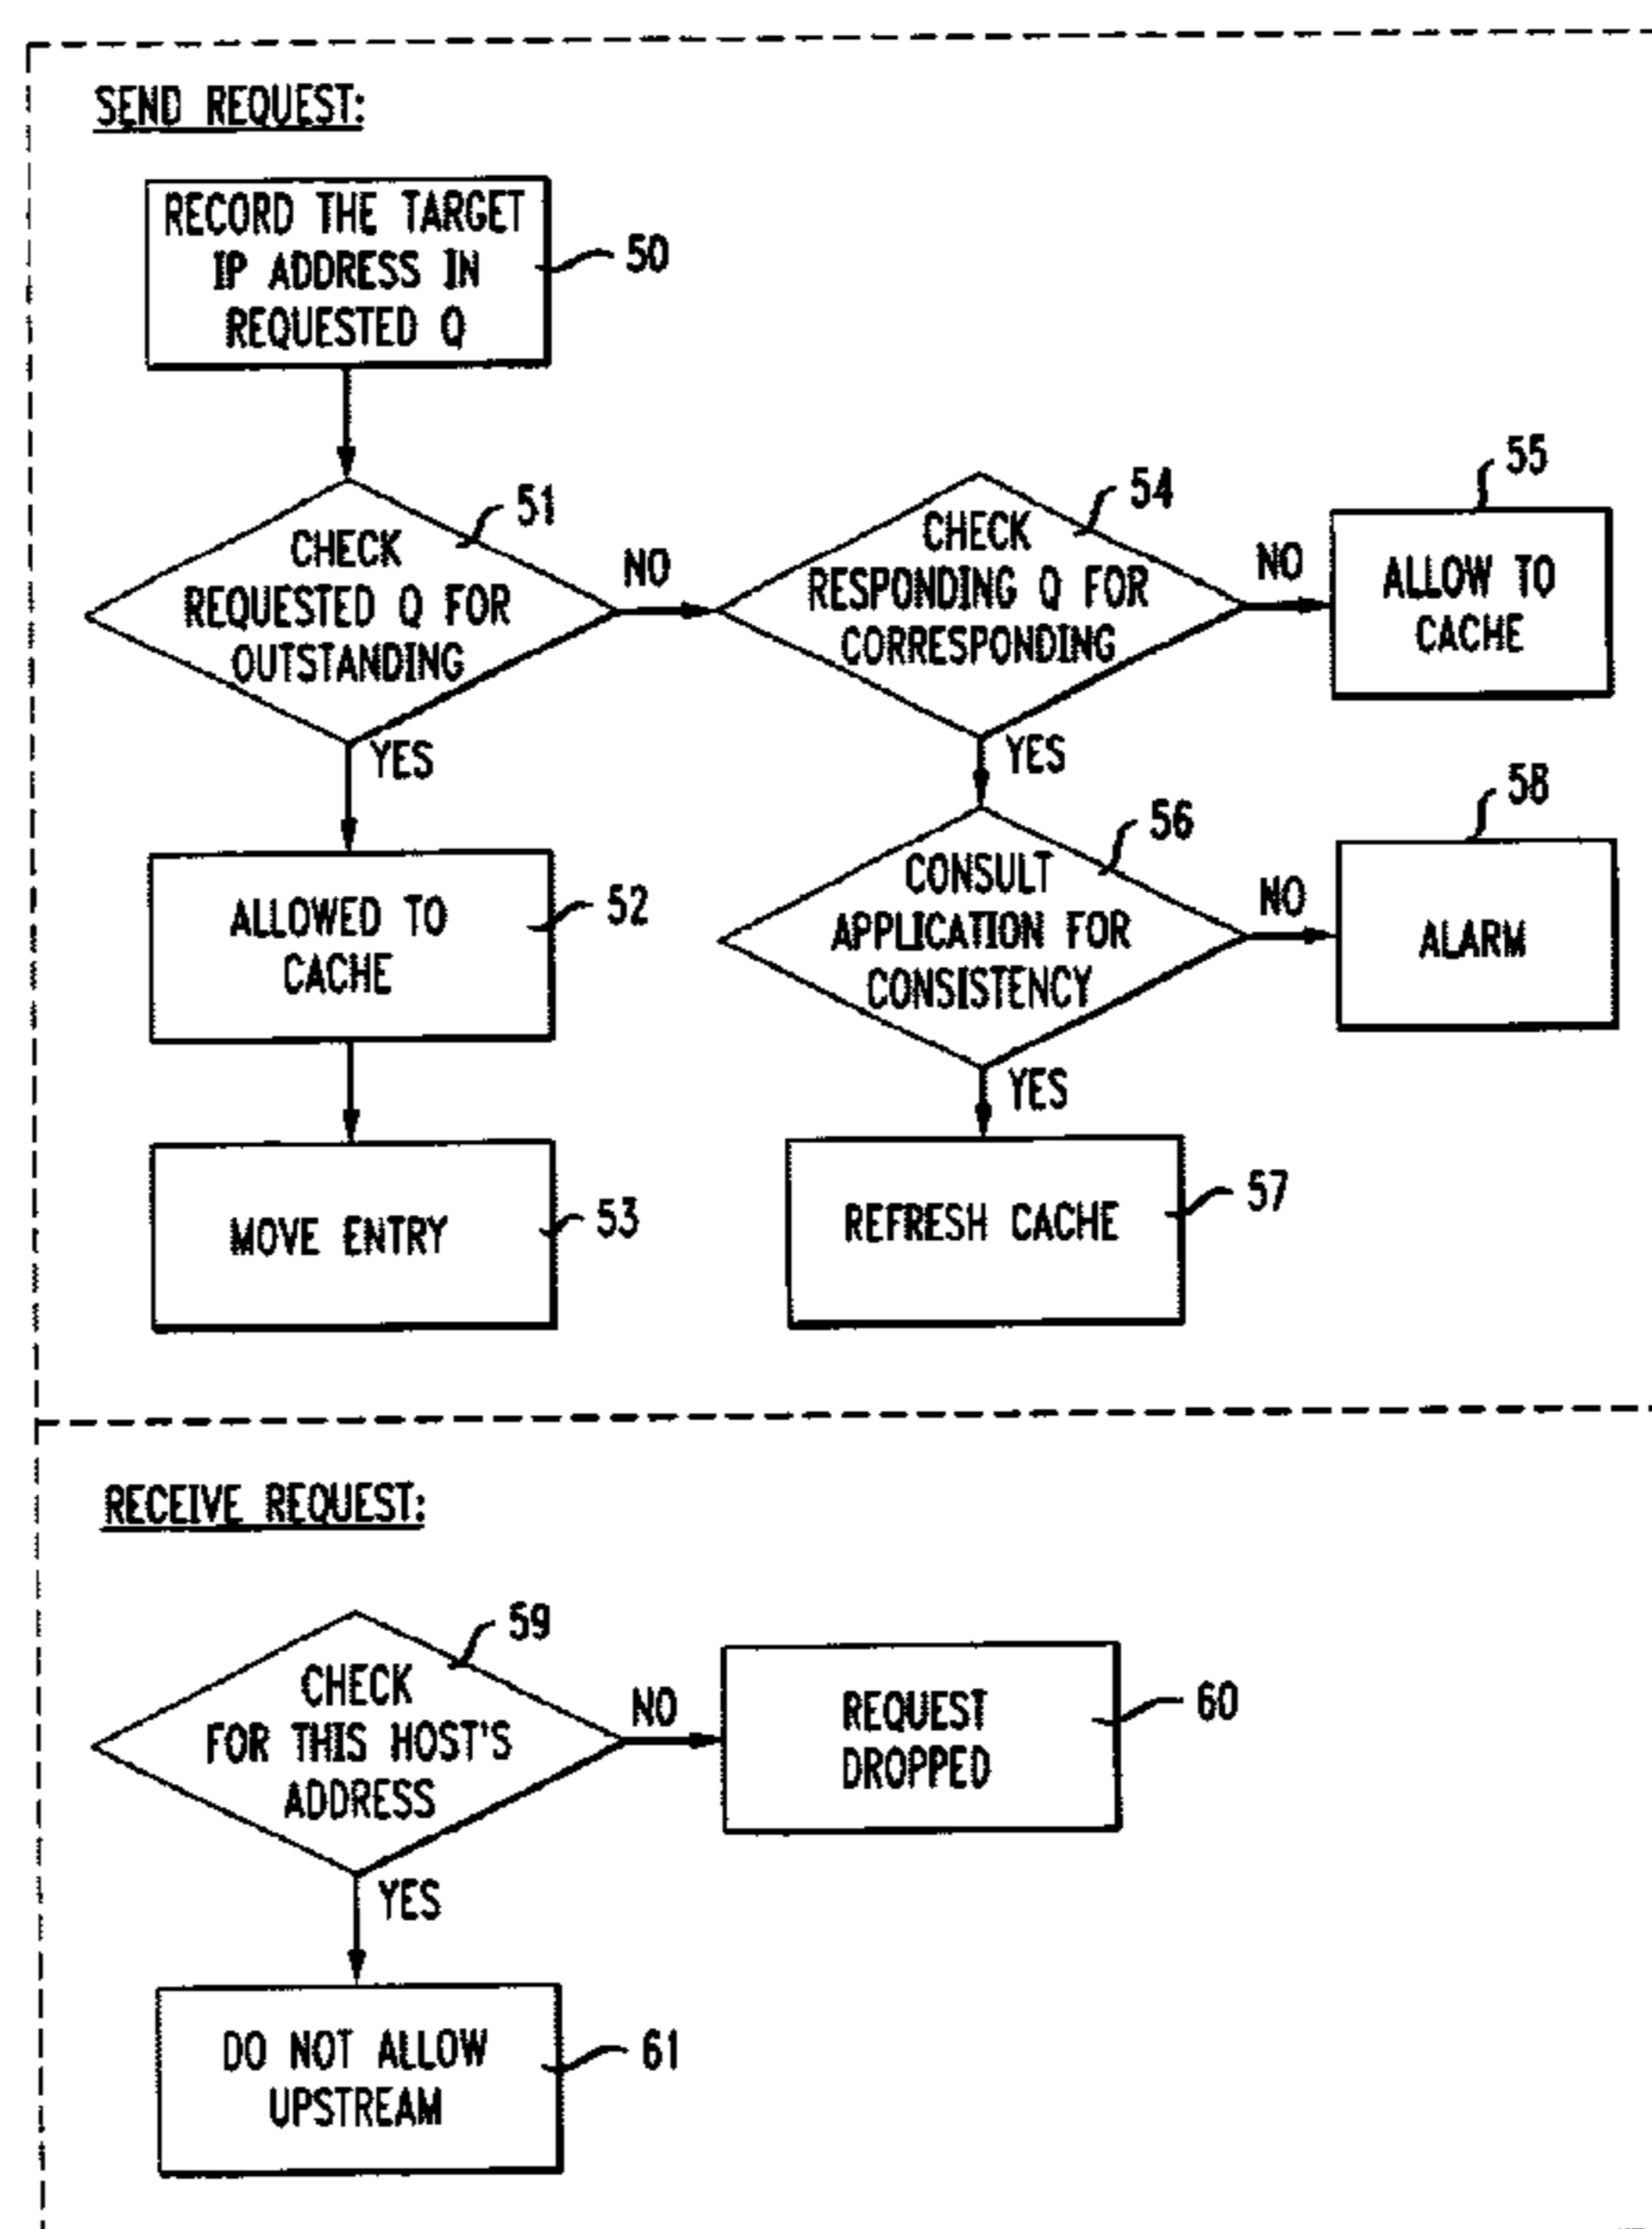 SEND REQUEST:
RECORD THE TARGET
IP ADDRESS IN
REQUESTED Q
50
CHECK
REQUESTED Q FOR
OUTSTANDING
51
NO
YES
CHECK
RESPONDING Q FOR
CORRESPONDING
54
NO
YES
ALLOW TO
CACHE
55
ALLOWED TO
CACHE
52
CONSULT
APPLICATION FOR
CONSISTENCY
56
NO
YES
ALARM
58
MOVE ENTRY
53
REFRESH CACHE
57
RECEIVE REQUEST:
CHECK
FOR THIS HOST'S
ADDRESS
59
NO
YES
REQUEST
DROPPED
60
DO NOT ALLOW
UPSTREAM
61